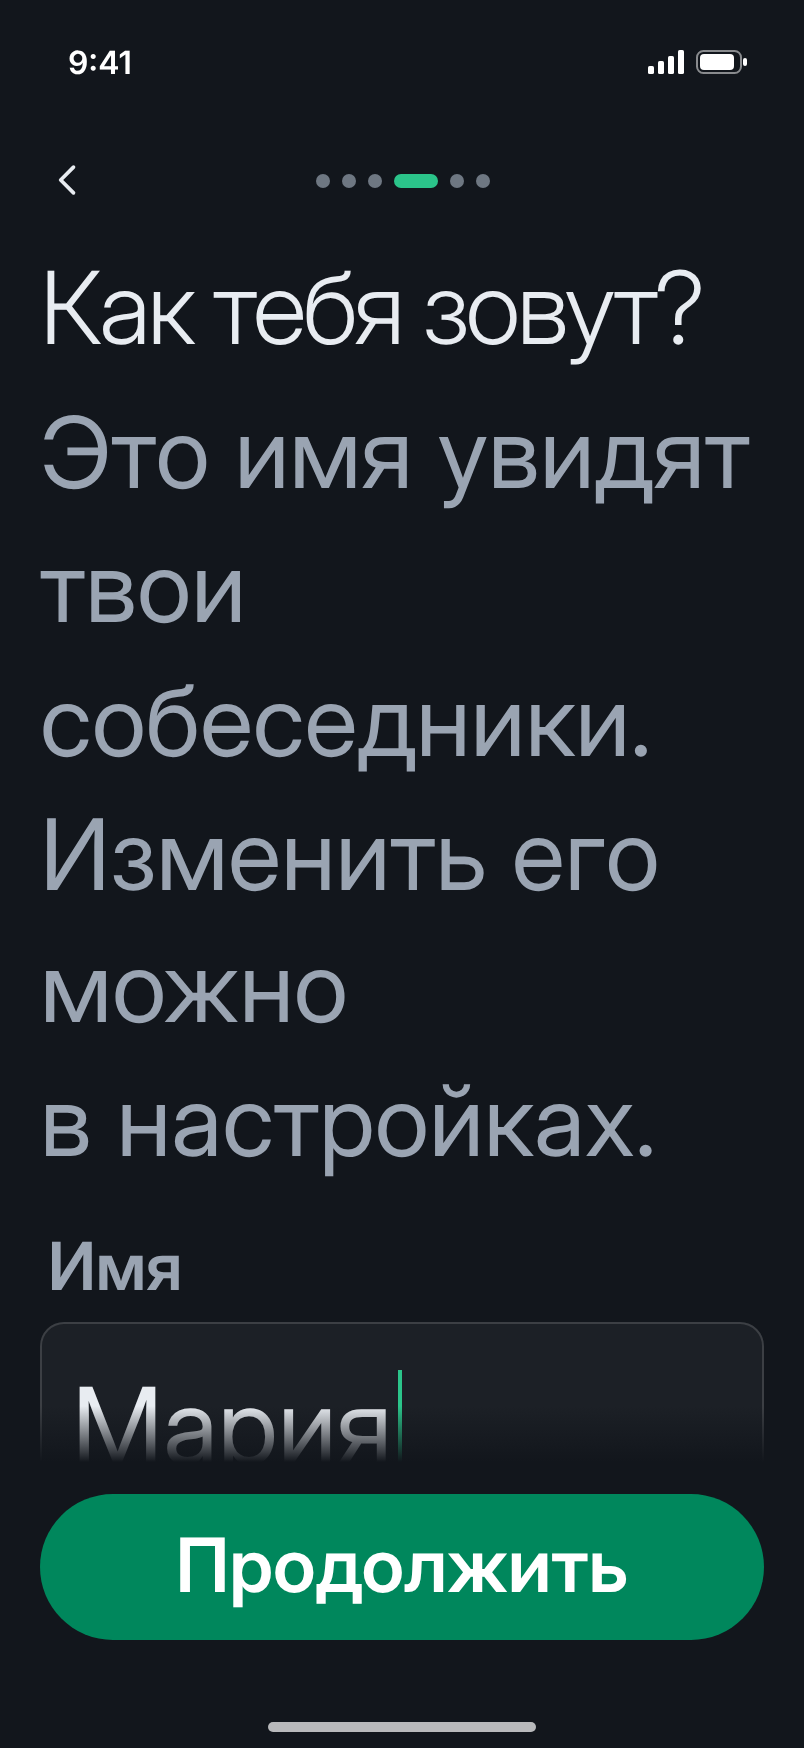 9:41
Как тебя зовут?
Это имя увидят
твои
собеседники.
Изменить его
можно
в настройках.
Имя
Мария
Продолжить